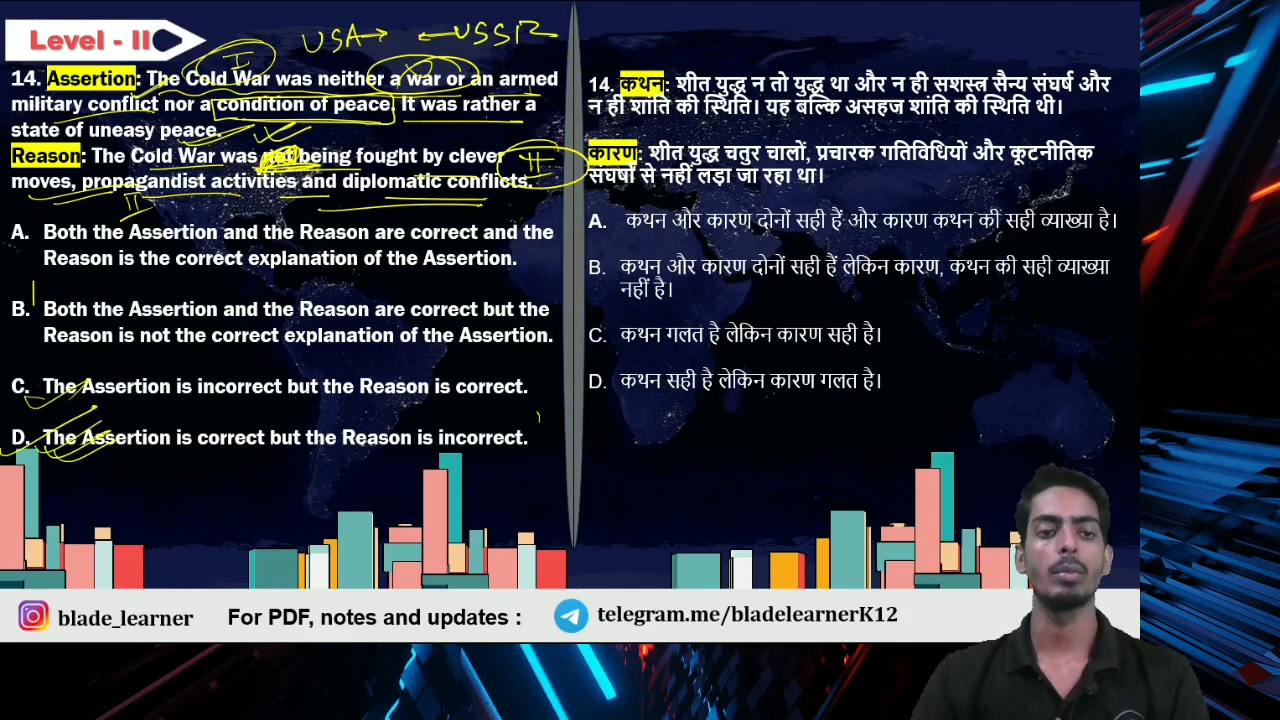 Level - II
USA → ← USSR
I
14. Assertion: The Cold War was neither a war or an armed
military conflict nor a condition of peace. It was rather a
state of uneasy peace.
Reason: The Cold War was being fought by clever
moves, propagandist activities and diplomatic conflicts.
II
II
A. Both the Assertion and the Reason are correct and the
Reason is the correct explanation of the Assertion.
B. Both the Assertion and the Reason are correct but the
Reason is not the correct explanation of the Assertion.
C. The Assertion is incorrect but the Reason is correct.
D. The Assertion is correct but the Reason is incorrect.
14. कथन: शीत युद्ध न तो युद्ध था और न ही सशस्त्र सैन्य संघर्ष और
न ही शांति की स्थिति। यह बल्कि असहज शांति की स्थिति थी।
कारण: शीत युद्ध चतुर चालों, प्रचारक गतिविधियों और कूटनीतिक
संघर्षों से नहीं लड़ा जा रहा था।
A. कथन और कारण दोनों सही हैं और कारण कथन की सही व्याख्या है।
B. कथन और कारण दोनों सही हैं लेकिन कारण, कथन की सही व्याख्या
नहीं है।
C. कथन गलत है लेकिन कारण सही है।
D. कथन सही है लेकिन कारण गलत है।
blade_learner For PDF, notes and updates : telegram.me/bladelearnerK12